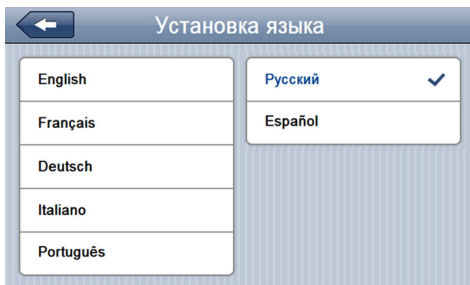 Установка языка
English
Français
Deutsch
Italiano
Português
Русский
Español